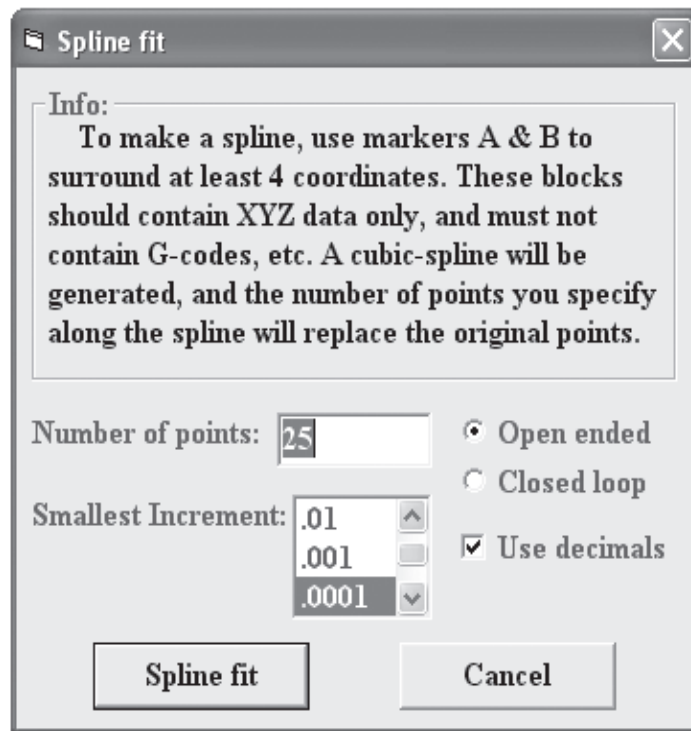 Spline fit
Info:
To make a spline, use markers A & B to
surround at least 4 coordinates. These blocks
should contain XYZ data only, and must not
contain G-codes, etc. A cubic-spline will be
generated, and the number of points you specify
along the spline will replace the original points.
Number of points: 25
Open ended
Closed loop
Smallest Increment: .01
.001
.0001
Use decimals
Spline fit
Cancel